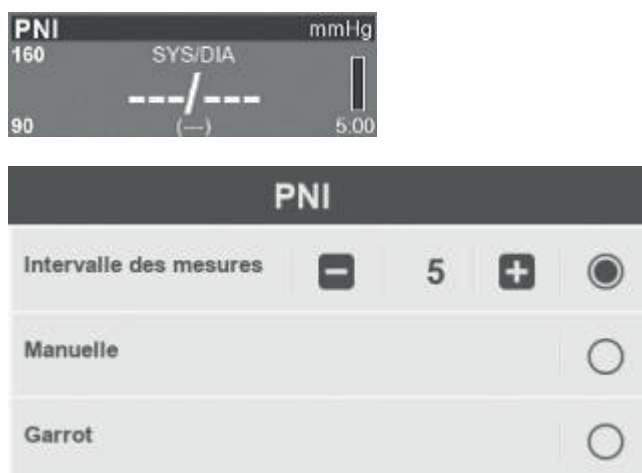 PNI mmHg
160 SYS/DIA
---/---
90 (---) 5:00
PNI
Intervalle des mesures 5
Manuelle
Garrot